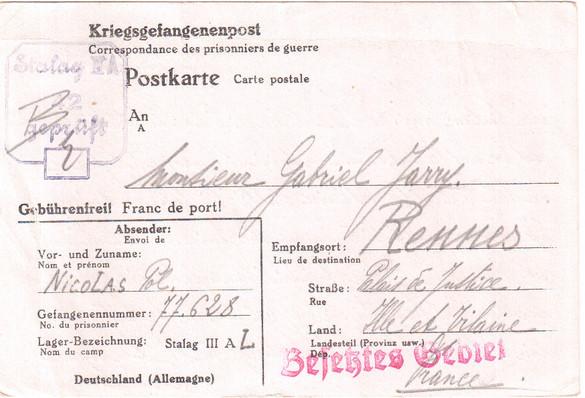 Kriegsgefangenenpost
Correspondance des prisonniers de guerre
Stalag III A
geprüft
Postkarte Carte postale
An
A
Monsieur Gabriel Jarry.
Gebührenfrei! Franc de port!
Absender:
Envoi de
Vor- und Zuname:
Nom et prénom
NICOLAS
Gefangenennummer: 77.628
No. du prisonnier
Lager-Bezeichnung: Stalag III A L
Nom du camp
Deutschland (Allemagne)
Empfangsort: Rennes
Lieu de destination
Straße: Palais de Justice.
Rue
Land: Ille et Vilaine
Landesteil (Provinz usw.)
Dép.
Besetztes Gebiet
France.